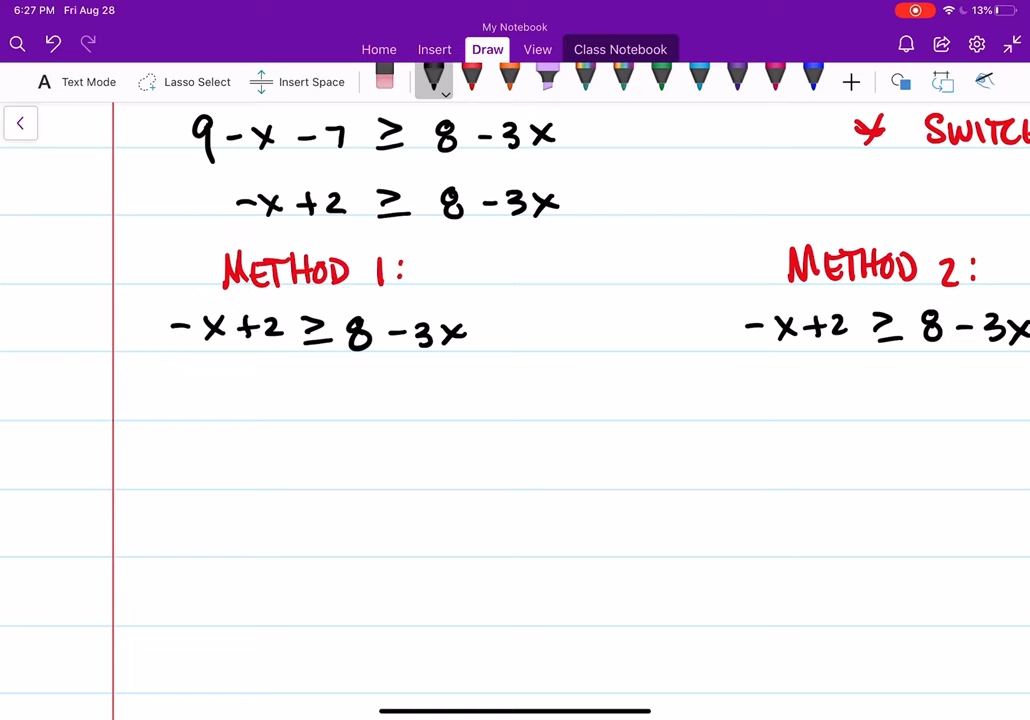 6:27 PM Fri Aug 28
13%
My Notebook
Home Insert Draw View Class Notebook
A Text Mode Lasso Select Insert Space
9 - x - 7 ≥ 8 - 3x
* SWITC
-x + 2 ≥ 8 - 3x
METHOD 1:
METHOD 2:
-x + 2 ≥ 8 - 3x
-x + 2 ≥ 8 - 3x